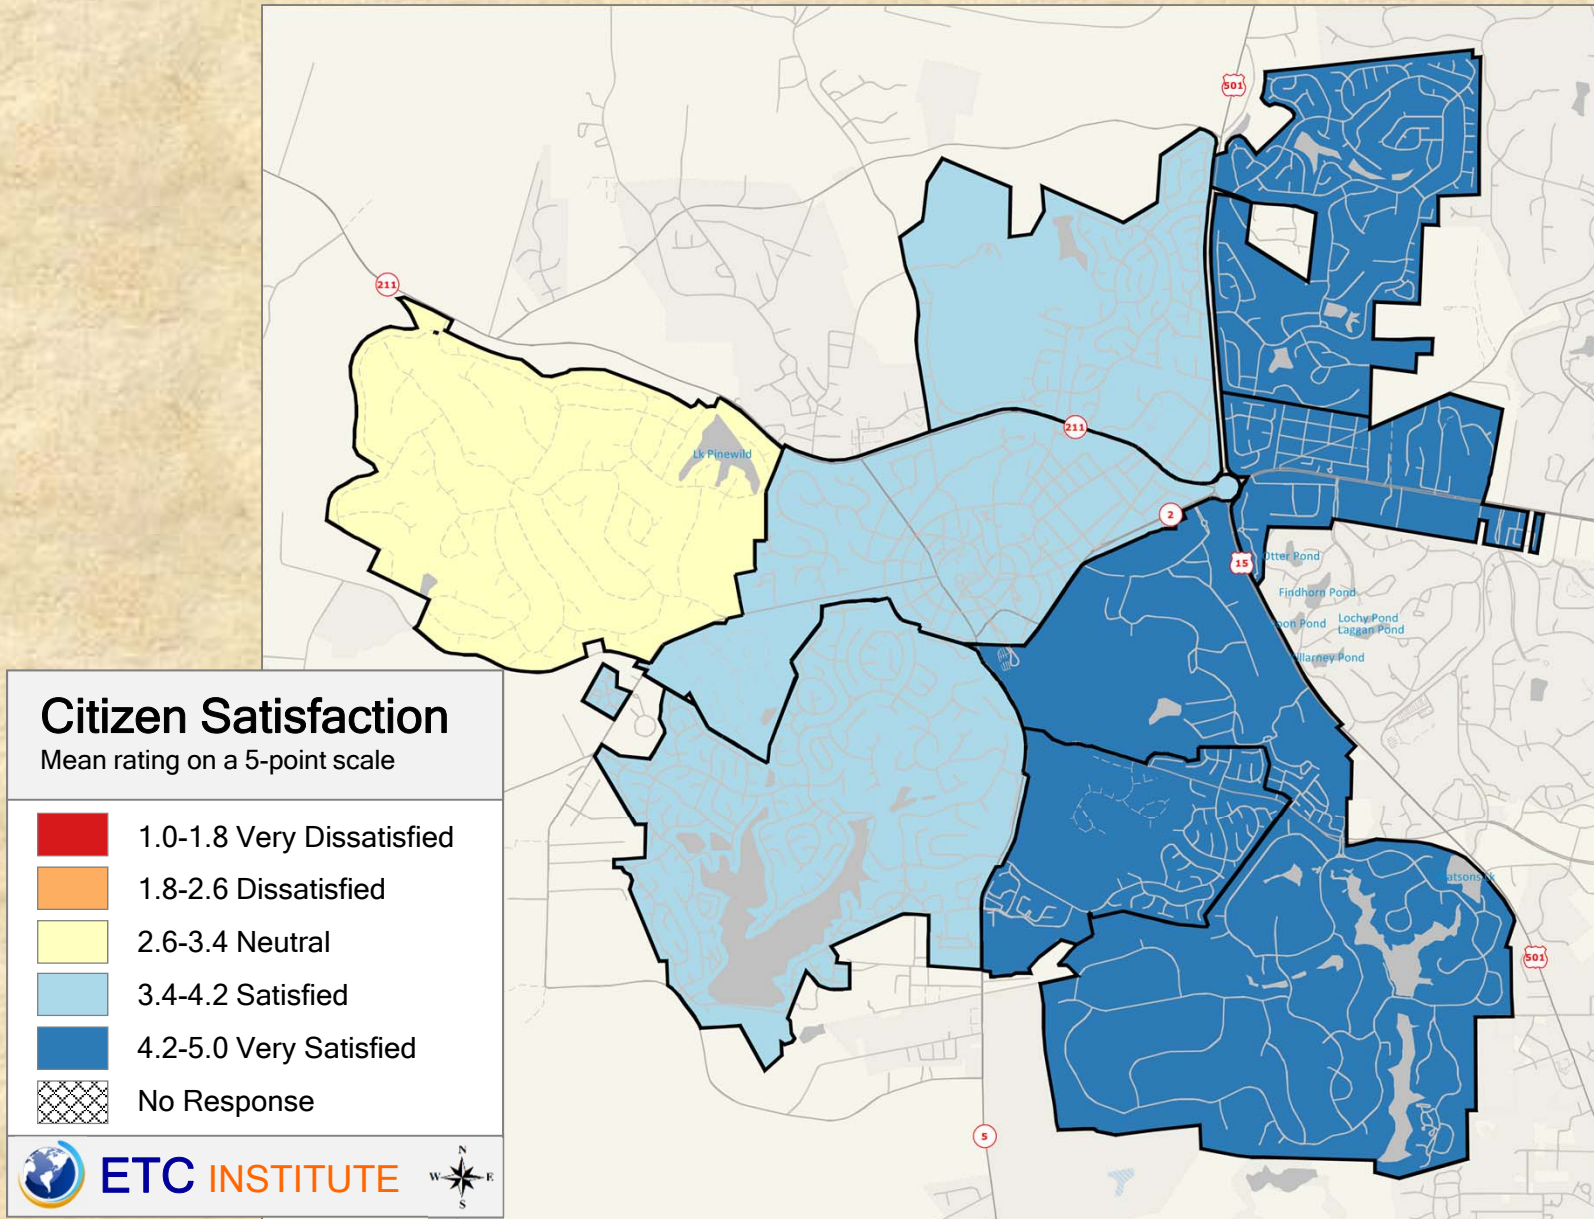 501
211
211
Lk Pinewild
2
15
Otter Pond
Findhorn Pond
Lochy Pond
Pond
Laggan Pond
Pond
Citizen Satisfaction
Mean rating on a 5-point scale
1.0-1.8 Very Dissatisfied
1.8-2.6 Dissatisfied
2.6-3.4 Neutral
3.4-4.2 Satisfied
4.2-5.0 Very Satisfied
No Response
501
5
ETC INSTITUTE
N
W E
S